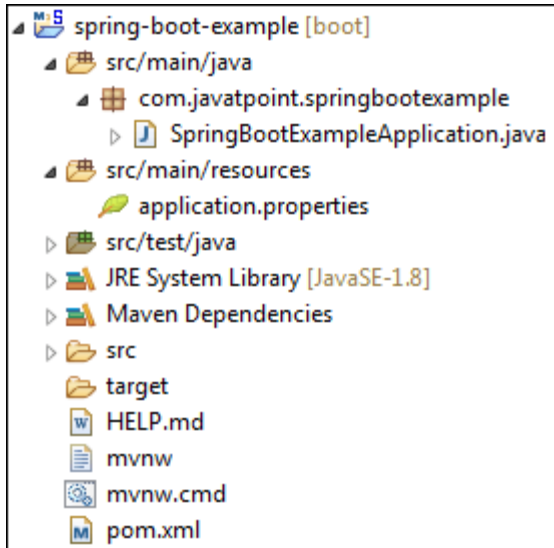 spring-boot-example [boot]
src/main/java
com.javatpoint.springbootexample
SpringBootExampleApplication.java
src/main/resources
application.properties
src/test/java
JRE System Library [JavaSE-1.8]
Maven Dependencies
src
target
HELP.md
mvnw
mvnw.cmd
pom.xml